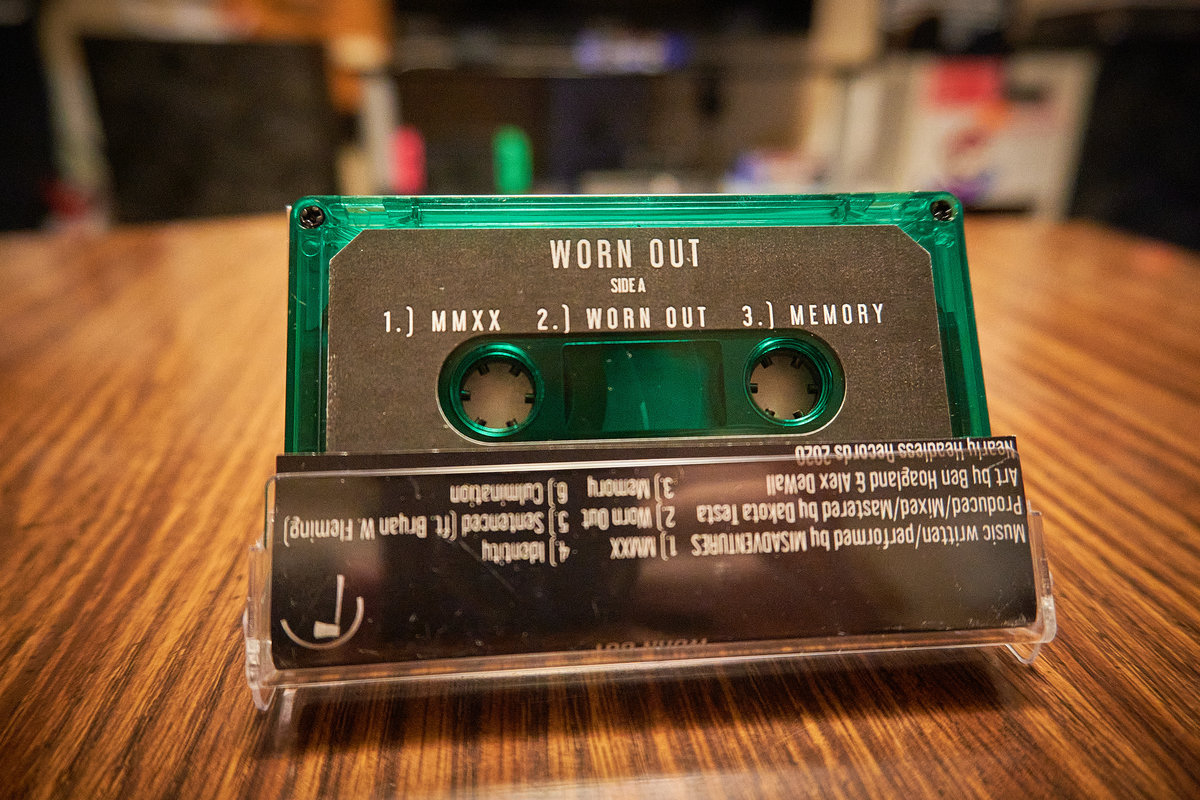 WORN OUT
SIDE A
1.) MMXX 2.) WORN OUT 3.) MEMORY
Music written/performed by MISADVENTURES
Produced/Mixed/Mastered by Dakota Testa
Art by Ben Hoagland & Alex DeWall
Nearly Headless Records 2020
1) MMXX
2) Worn Out
3) Memory
4) Identity
5) Sentenced (ft. Bryan W. Fleming)
6) Culmination
WORN OUT